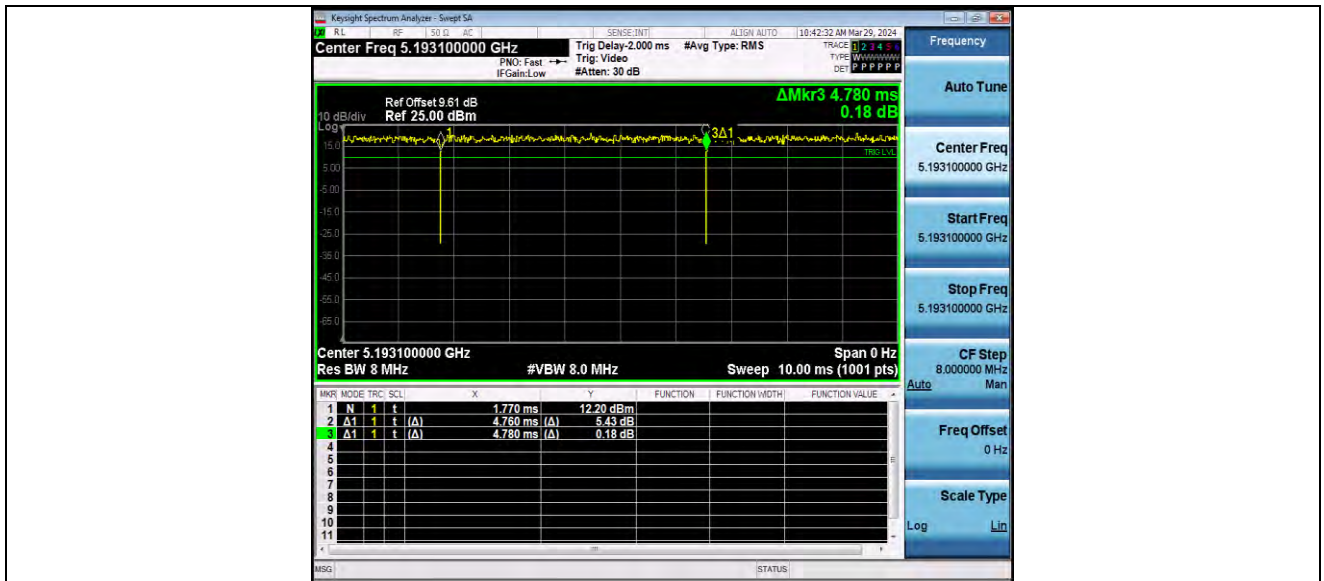 Keysight Spectrum Analyzer - Swept SA
RL RF 50 Ω AC SENSE:INT ALIGN AUTO 10:42:32 AM Mar 29, 2024
Center Freq 5.193100000 GHz
PNO: Fast
IFGain:Low
Trig Delay-2.000 ms
Trig: Video
#Atten: 30 dB
#Avg Type: RMS
TRACE 1 2 3 4 5 6
TYPE WWWWWW
DET P P P P P P
ΔMkr3 4.780 ms
0.18 dB
Ref Offset 9.61 dB
10 dB/div Ref 25.00 dBm
Log
1
3Δ1
TRIG LVL
15.0
5.00
-5.00
-15.0
-25.0
-35.0
-45.0
-55.0
-65.0
Center 5.193100000 GHz Span 0 Hz
Res BW 8 MHz #VBW 8.0 MHz Sweep 10.00 ms (1001 pts)
MKR MODE TRC SCL X Y FUNCTION FUNCTION WIDTH FUNCTION VALUE
1 N 1 t 1.770 ms 12.20 dBm
2 Δ1 1 t (Δ) 4.760 ms (Δ) 5.43 dB
3 Δ1 1 t (Δ) 4.780 ms (Δ) 0.18 dB
4
5
6
7
8
9
10
11
MSG STATUS
Frequency
Auto Tune
Center Freq
5.193100000 GHz
Start Freq
5.193100000 GHz
Stop Freq
5.193100000 GHz
CF Step
8.000000 MHz
Auto Man
Freq Offset
0 Hz
Scale Type
Log Lin